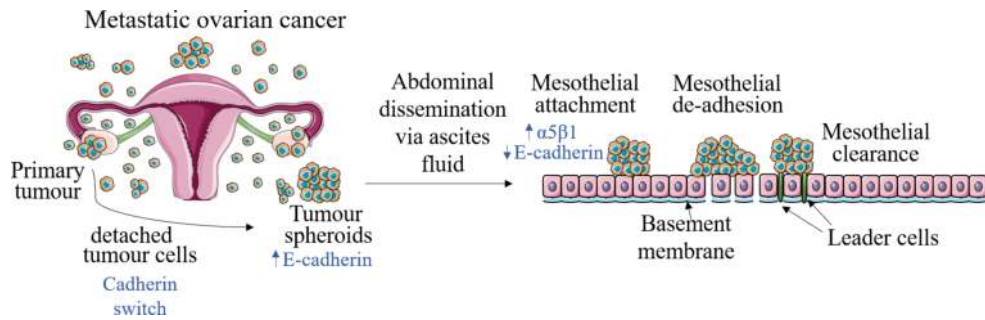 Metastatic ovarian cancer
Primary
tumour
detached
tumour cells
Cadherin
switch
Tumour
spheroids
↑E-cadherin
Abdominal
dissemination
via ascites
fluid
Mesothelial
attachment
↑ α5β1
↓ E-cadherin
Mesothelial
de-adhesion
Mesothelial
clearance
Basement
membrane
Leader cells